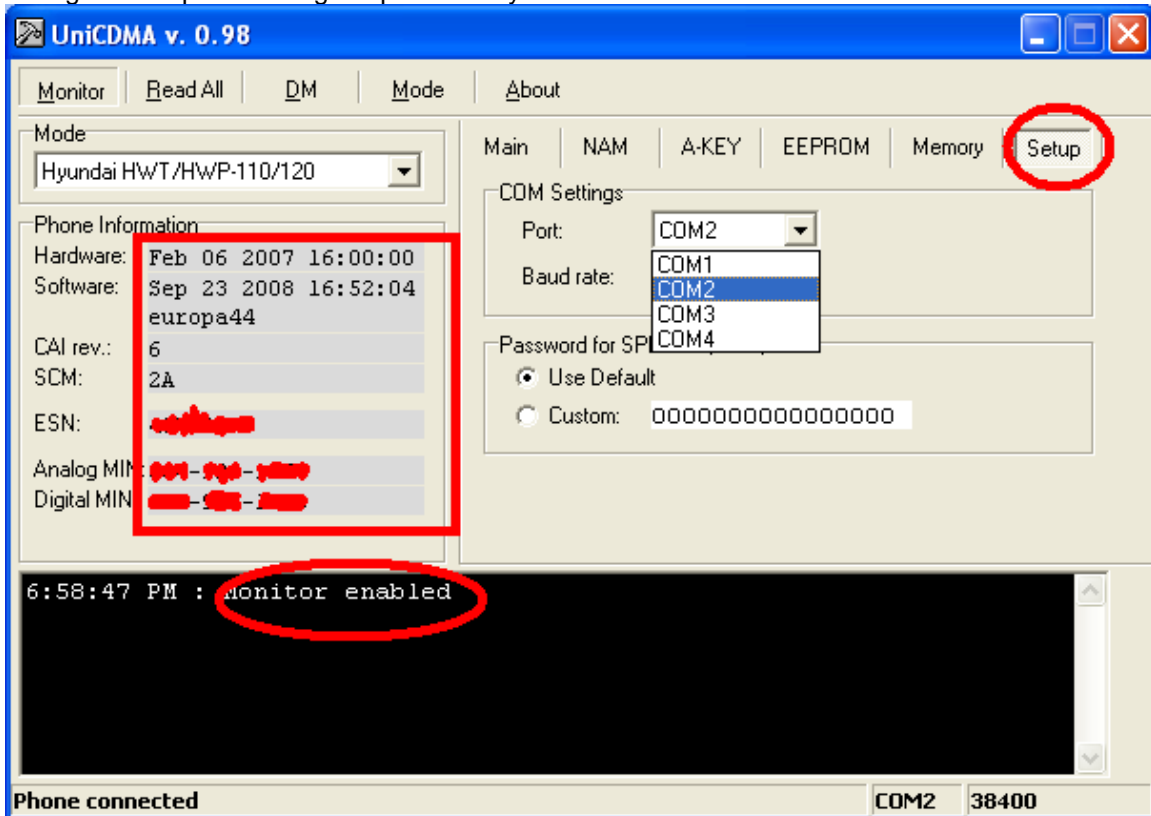 UniCDMA v. 0.98
Monitor Read All DM Mode About
Mode
Hyundai HWT/HWP-110/120
Phone Information
Hardware: Feb 06 2007 16:00:00
Software: Sep 23 2008 16:52:04
europa44
CAI rev.: 6
SCM: 2A
ESN:
Analog MIN
Digital MIN
Main NAM A-KEY EEPROM Memory Setup
COM Settings
Port: COM2
COM1
COM2
COM3
COM4
Baud rate:
Password for
Use Default
Custom: 0000000000000000
6:58:47 PM : Monitor enabled
Phone connected COM2 38400